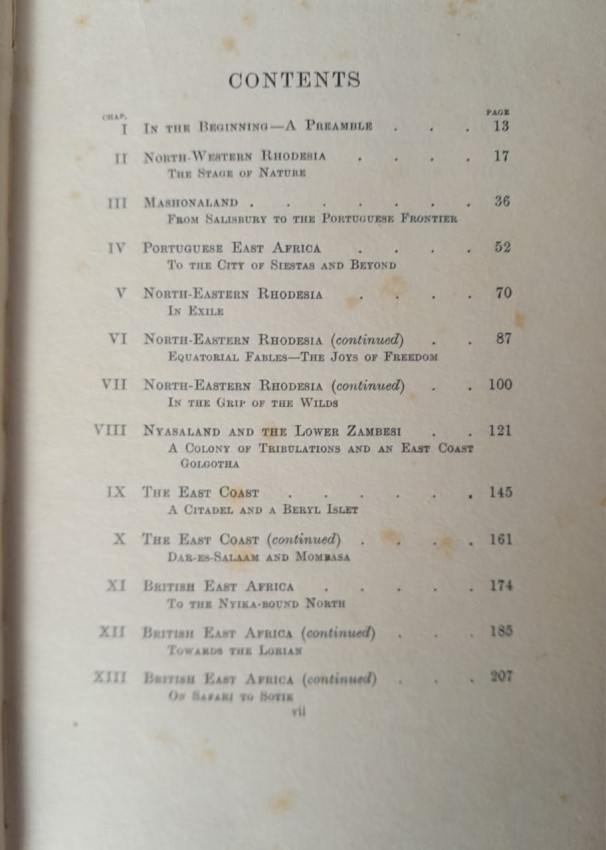 CONTENTS
CHAP. PAGE
I In the Beginning—A Preamble . . . 13
II North-Western Rhodesia . . . . 17
The Stage of Nature
III Mashonaland . . . . . . . 36
From Salisbury to the Portuguese Frontier
IV Portuguese East Africa . . . . 52
To the City of Siestas and Beyond
V North-Eastern Rhodesia . . . . 70
In Exile
VI North-Eastern Rhodesia (continued) . . 87
Equatorial Fables—The Joys of Freedom
VII North-Eastern Rhodesia (continued) . . 100
In the Grip of the Wilds
VIII Nyasaland and the Lower Zambesi . . 121
A Colony of Tribulations and an East Coast
Golgotha
IX The East Coast . . . . . . 145
A Citadel and a Beryl Islet
X The East Coast (continued) . . . . 161
Dar-es-Salaam and Mombasa
XI British East Africa . . . . . 174
To the Nyika-bound North
XII British East Africa (continued) . . . 185
Towards the Lorian
XIII British East Africa (continued) . . . 207
On Safari to Sotik
vii